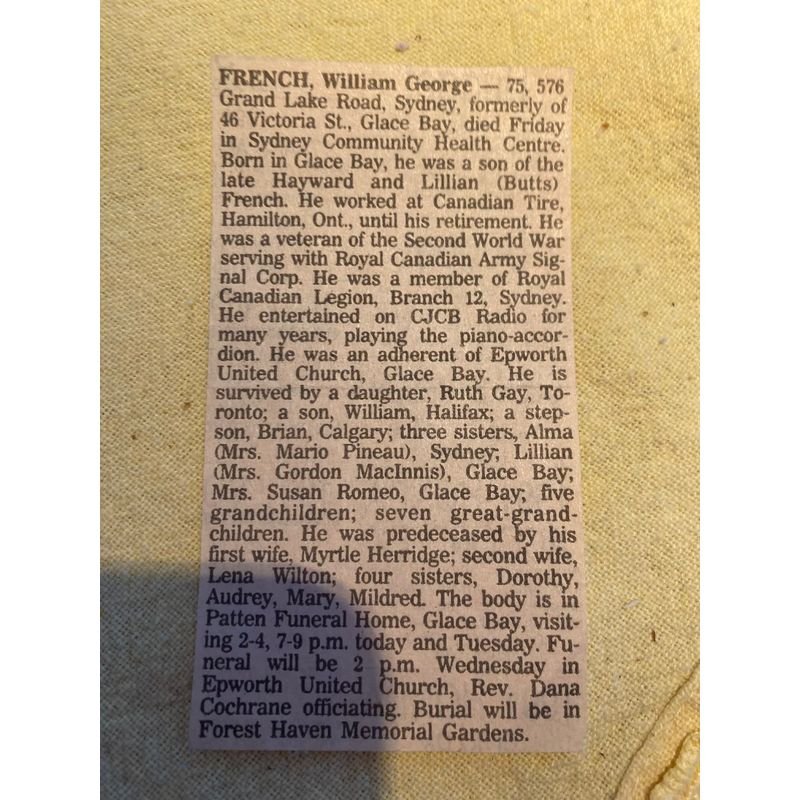 FRENCH, William George — 75, 576
Grand Lake Road, Sydney, formerly of
46 Victoria St., Glace Bay, died Friday
in Sydney Community Health Centre.
Born in Glace Bay, he was a son of the
late Hayward and Lillian (Butts)
French. He worked at Canadian Tire,
Hamilton, Ont., until his retirement. He
was a veteran of the Second World War
serving with Royal Canadian Army Sig-
nal Corp. He was a member of Royal
Canadian Legion, Branch 12, Sydney.
He entertained on CJCB Radio for
many years, playing the piano-accor-
dion. He was an adherent of Epworth
United Church, Glace Bay. He is
survived by a daughter, Ruth Gay, To-
ronto; a son, William, Halifax; a step-
son, Brian, Calgary; three sisters, Alma
(Mrs. Mario Pineau), Sydney; Lillian
(Mrs. Gordon MacInnis), Glace Bay;
Mrs. Susan Romeo, Glace Bay; five
grandchildren; seven great-grand-
children. He was predeceased by his
first wife, Myrtle Herridge; second wife,
Lena Wilton; four sisters, Dorothy,
Audrey, Mary, Mildred. The body is in
Patten Funeral Home, Glace Bay, visit-
ing 2-4, 7-9 p.m. today and Tuesday. Fu-
neral will be 2 p.m. Wednesday in
Epworth United Church, Rev. Dana
Cochrane officiating. Burial will be in
Forest Haven Memorial Gardens.